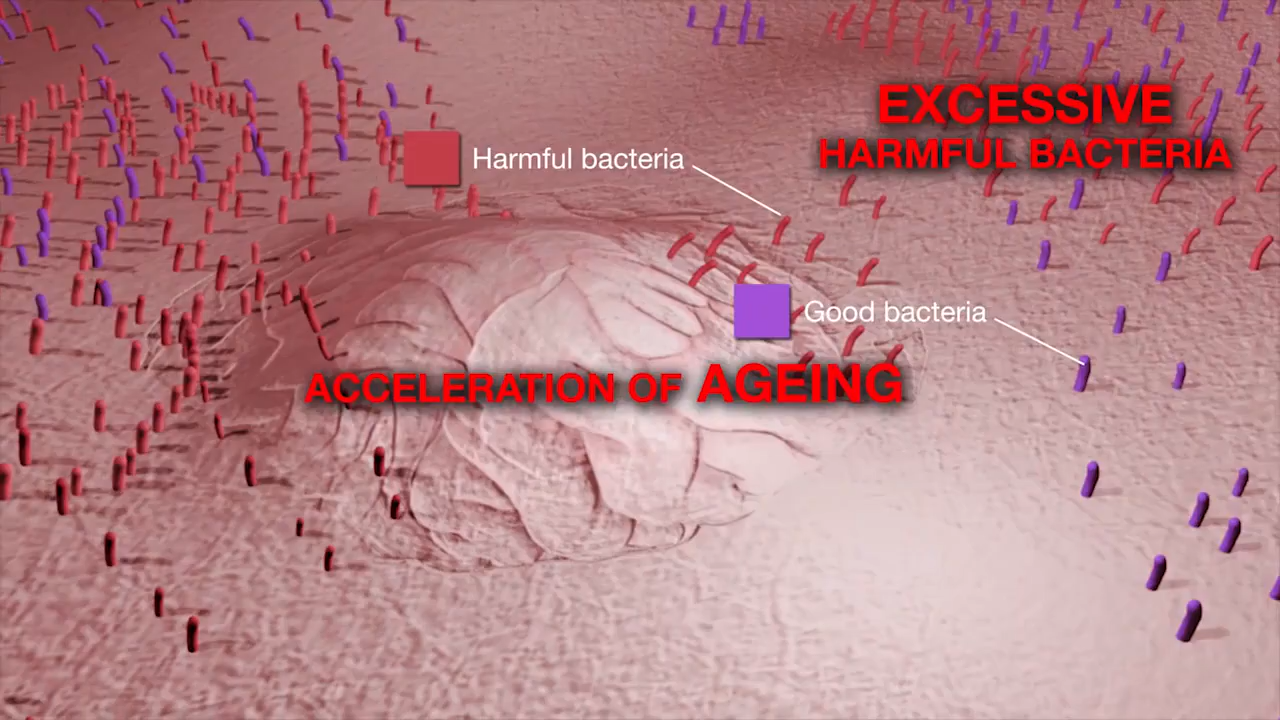 EXCESSIVE
HARMFUL BACTERIA
Harmful bacteria
Good bacteria
ACCELERATION OF AGEING